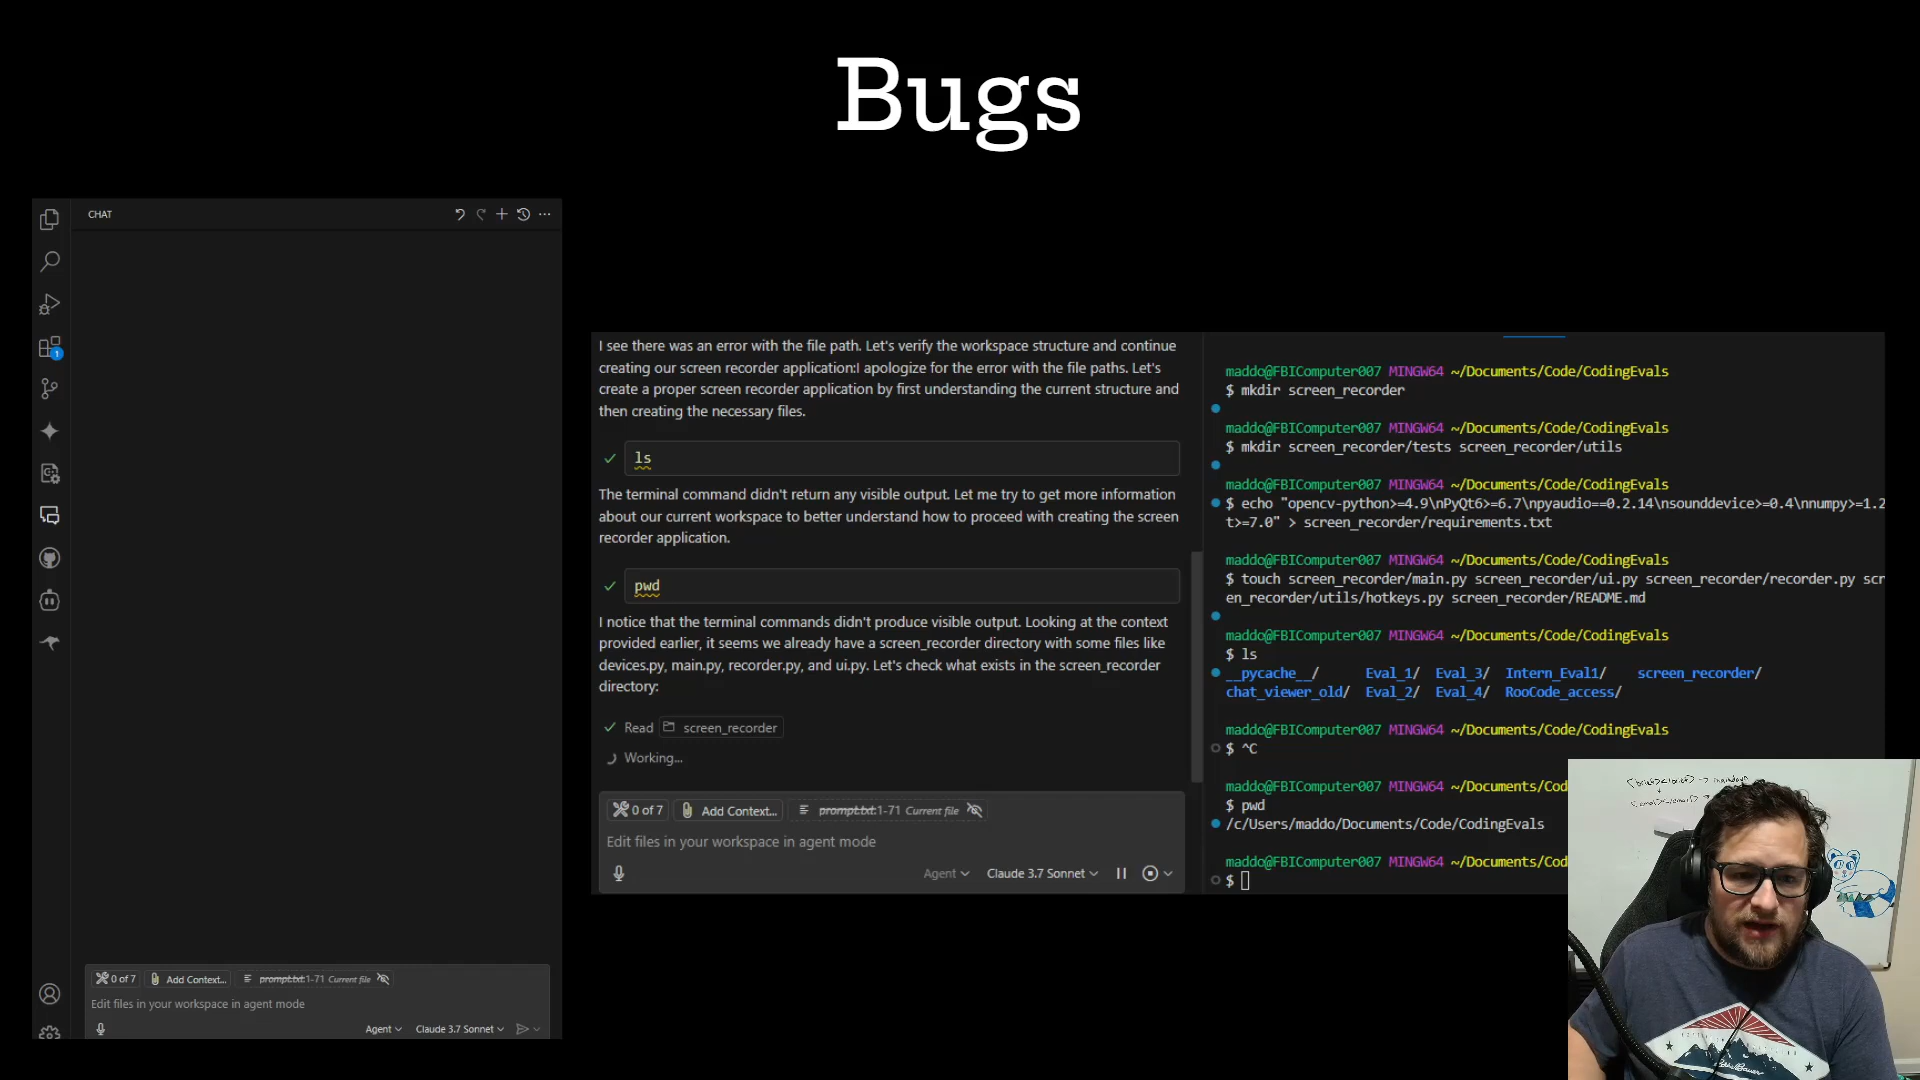 Bugs
CHAT
1
0 of 7 Add Context... prompt.txt:1-71 Current file
Edit files in your workspace in agent mode
Agent Claude 3.7 Sonnet
I see there was an error with the file path. Let's verify the workspace structure and continue
creating our screen recorder application:I apologize for the error with the file paths. Let's
create a proper screen recorder application by first understanding the current structure and
then creating the necessary files.
ls
The terminal command didn't return any visible output. Let me try to get more information
about our current workspace to better understand how to proceed with creating the screen
recorder application.
pwd
I notice that the terminal commands didn't produce visible output. Looking at the context
provided earlier, it seems we already have a screen_recorder directory with some files like
devices.py, main.py, recorder.py, and ui.py. Let's check what exists in the screen_recorder
directory:
Read screen_recorder
Working...
0 of 7 Add Context... prompt.txt:1-71 Current file
Edit files in your workspace in agent mode
Agent Claude 3.7 Sonnet
maddo@FBIComputer007 MINGW64 ~/Documents/Code/CodingEvals
$ mkdir screen_recorder
maddo@FBIComputer007 MINGW64 ~/Documents/Code/CodingEvals
$ mkdir screen_recorder/tests screen_recorder/utils
maddo@FBIComputer007 MINGW64 ~/Documents/Code/CodingEvals
$ echo "opencv-python>=4.9\nPyQt6>=6.7\npyaudio==0.2.14\nsounddevice>=0.4\nnumpy>=1.2
t>=7.0" > screen_recorder/requirements.txt
maddo@FBIComputer007 MINGW64 ~/Documents/Code/CodingEvals
$ touch screen_recorder/main.py screen_recorder/ui.py screen_recorder/recorder.py scr
en_recorder/utils/hotkeys.py screen_recorder/README.md
maddo@FBIComputer007 MINGW64 ~/Documents/Code/CodingEvals
$ ls
__pycache__/ Eval_1/ Eval_3/ Intern_Eval1/ screen_recorder/
chat_viewer_old/ Eval_2/ Eval_4/ RooCode_access/
maddo@FBIComputer007 MINGW64 ~/Documents/Code/CodingEvals
$ ^C
maddo@FBIComputer007 MINGW64 ~/Documents/Code/Cod
$ pwd
/c/Users/maddo/Documents/Code/CodingEvals
maddo@FBIComputer007 MINGW64 ~/Documents/Code/Cod
$